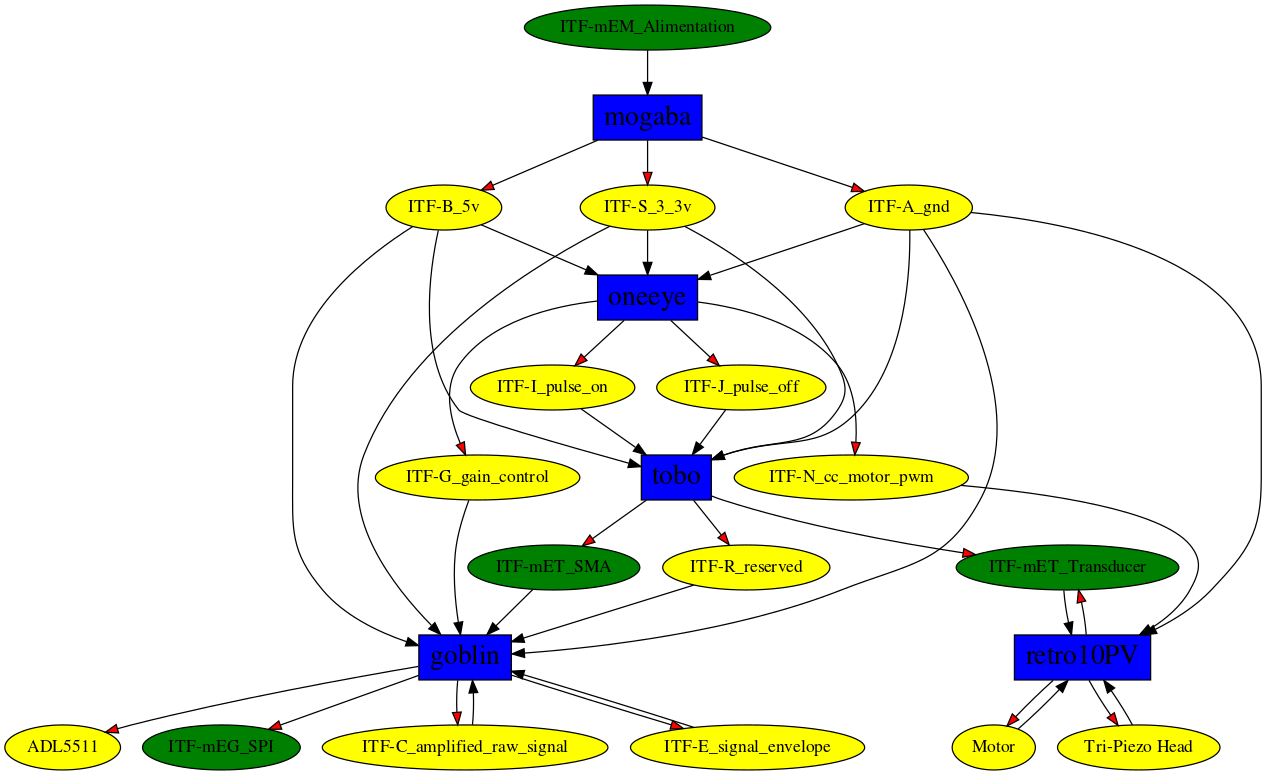 ITF-mEM_Alimentation
mogaba
ITF-B_5v
ITF-S_3_3v
ITF-A_gnd
oneeye
ITF-I_pulse_on
ITF-J_pulse_off
ITF-G_gain_control
tobo
ITF-N_cc_motor_pwm
ITF-mET_SMA
ITF-R_reserved
ITF-mET_Transducer
goblin
retro10PV
ADL5511
ITF-mEG_SPI
ITF-C_amplified_raw_signal
ITF-E_signal_envelope
Motor
Tri-Piezo Head